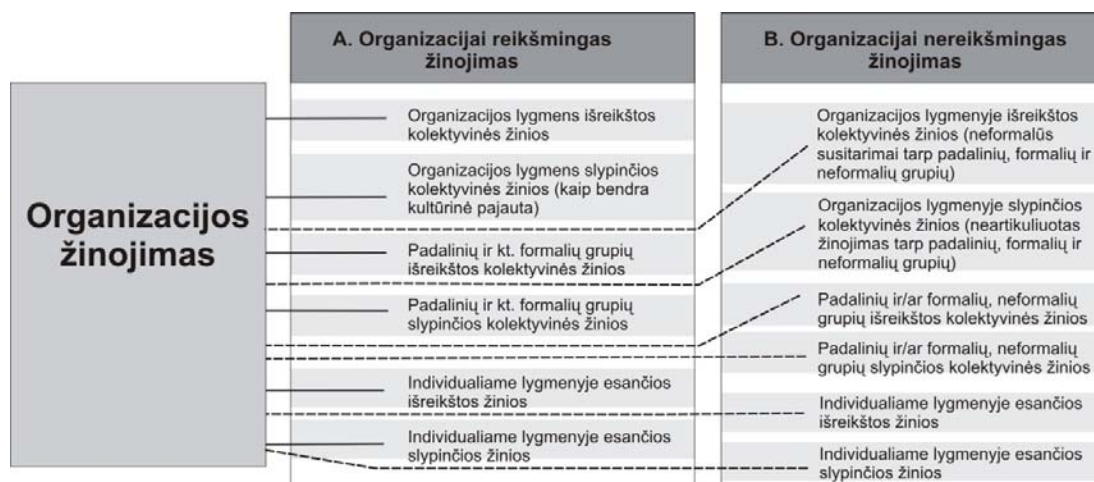 A. Organizacijai reikšmingas
žinojimas
B. Organizacijai nereikšmingas
žinojimas
Organizacijos
žinojimas
Organizacijos lygmens išreikštos
kolektyvinės žinios
Organizacijos lygmens slypinčios
kolektyvinės žinios (kaip bendra
kultūrinė pajauta)
Padalinių ir kt. formalių grupių
išreikštos kolektyvinės žinios
Padalinių ir kt. formalių grupių
slypinčios kolektyvinės žinios
Individualiame lygmenyje esančios
išreikštos žinios
Individualiame lygmenyje esančios
slypinčios žinios
Organizacijos lygmenyje išreikštos
kolektyvinės žinios (neformalūs
susitarimai tarp padalinių, formalių ir
neformalių grupių)
Organizacijos lygmenyje slypinčios
kolektyvinės žinios (neartikuliuotas
žinojimas tarp padalinių, formalių ir
neformalių grupių)
Padalinių ir/ar formalių, neformalių
grupių išreikštos kolektyvinės žinios
Padalinių ir/ar formalių, neformalių
grupių slypinčios kolektyvinės žinios
Individualiame lygmenyje esančios
išreikštos žinios
Individualiame lygmenyje esančios
slypinčios žinios